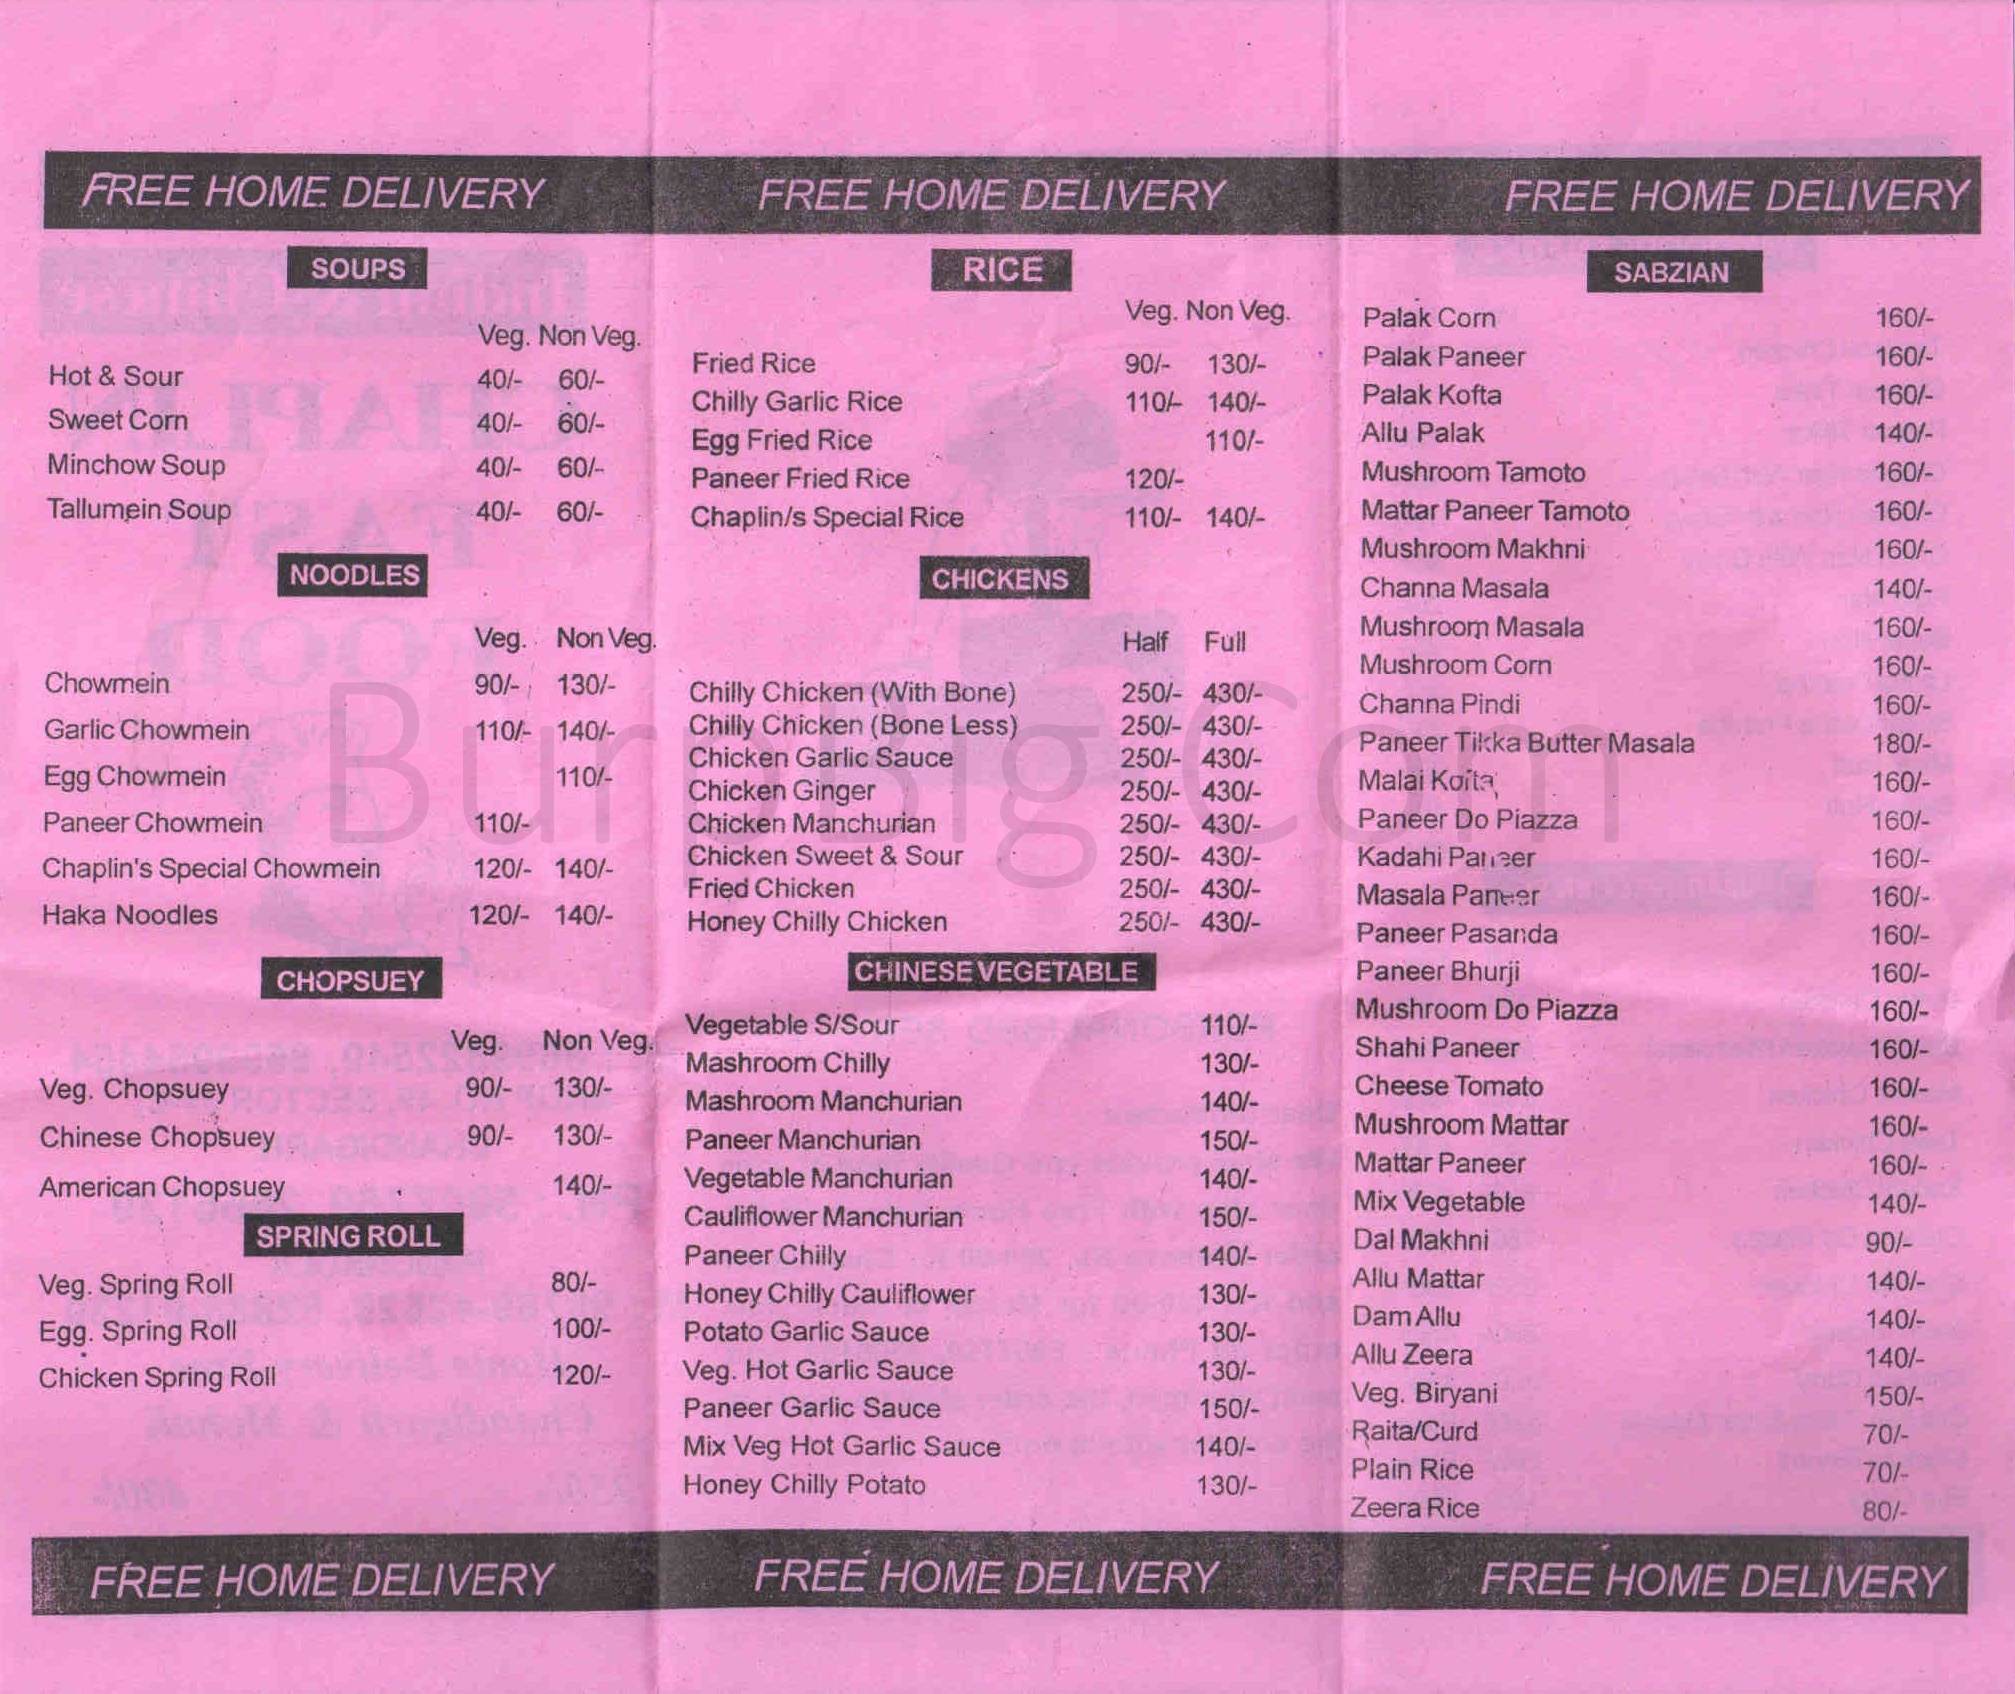 FREE HOME DELIVERY
SOUPS
Veg. Non Veg.
Hot & Sour 40/- 60/-
Sweet Corn 40/- 60/-
Minchow Soup 40/- 60/-
Tallumein Soup 40/- 60/-
NOODLES
Veg. Non Veg.
Chowmein 90/- 130/-
Garlic Chowmein 110/- 140/-
Egg Chowmein 110/-
Paneer Chowmein 110/-
Chaplin's Special Chowmein 120/- 140/-
Haka Noodles 120/- 140/-
CHOPSUEY
Veg. Non Veg.
Veg. Chopsuey 90/- 130/-
Chinese Chopsuey 90/- 130/-
American Chopsuey 140/-
SPRING ROLL
Veg. Spring Roll 80/-
Egg. Spring Roll 100/-
Chicken Spring Roll 120/-
FREE HOME DELIVERY
FREE HOME DELIVERY
RICE
Veg. Non Veg.
Fried Rice 90/- 130/-
Chilly Garlic Rice 110/- 140/-
Egg Fried Rice 110/-
Paneer Fried Rice 120/-
Chaplin/s Special Rice 110/- 140/-
CHICKENS
Half Full
Chilly Chicken (With Bone) 250/- 430/-
Chilly Chicken (Bone Less) 250/- 430/-
Chicken Garlic Sauce 250/- 430/-
Chicken Ginger 250/- 430/-
Chicken Manchurian 250/- 430/-
Chicken Sweet & Sour 250/- 430/-
Fried Chicken 250/- 430/-
Honey Chilly Chicken 250/- 430/-
CHINESE VEGETABLE
Vegetable S/Sour 110/-
Mashroom Chilly 130/-
Mashroom Manchurian 140/-
Paneer Manchurian 150/-
Vegetable Manchurian 140/-
Cauliflower Manchurian 150/-
Paneer Chilly 140/-
Honey Chilly Cauliflower 130/-
Potato Garlic Sauce 130/-
Veg. Hot Garlic Sauce 130/-
Paneer Garlic Sauce 150/-
Mix Veg Hot Garlic Sauce 140/-
Honey Chilly Potato 130/-
FREE HOME DELIVERY
FREE HOME DELIVERY
SABZIAN
Palak Corn 160/-
Palak Paneer 160/-
Palak Kofta 160/-
Allu Palak 140/-
Mushroom Tamoto 160/-
Mattar Paneer Tamoto 160/-
Mushroom Makhni 160/-
Channa Masala 140/-
Mushroom Masala 160/-
Mushroom Corn 160/-
Channa Pindi 160/-
Paneer Tikka Butter Masala 180/-
Malai Kofta 160/-
Paneer Do Piazza 160/-
Kadahi Paneer 160/-
Masala Paneer 160/-
Paneer Pasanda 160/-
Paneer Bhurji 160/-
Mushroom Do Piazza 160/-
Shahi Paneer 160/-
Cheese Tomato 160/-
Mushroom Mattar 160/-
Mattar Paneer 160/-
Mix Vegetable 140/-
Dal Makhni 90/-
Allu Mattar 140/-
Dam Allu 140/-
Allu Zeera 140/-
Veg. Biryani 150/-
Raita/Curd 70/-
Plain Rice 70/-
Zeera Rice 80/-
FREE HOME DELIVERY
BurpBig.Com